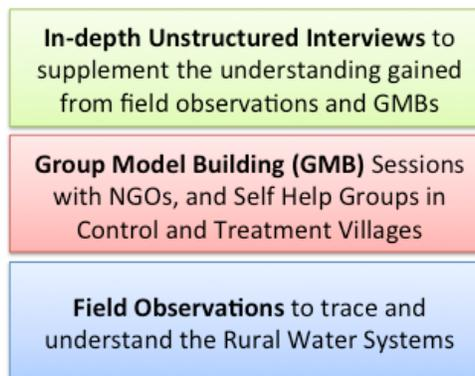 In-depth Unstructured Interviews to
supplement the understanding gained
from field observations and GMBs
Group Model Building (GMB) Sessions
with NGOs, and Self Help Groups in
Control and Treatment Villages
Field Observations to trace and
understand the Rural Water Systems